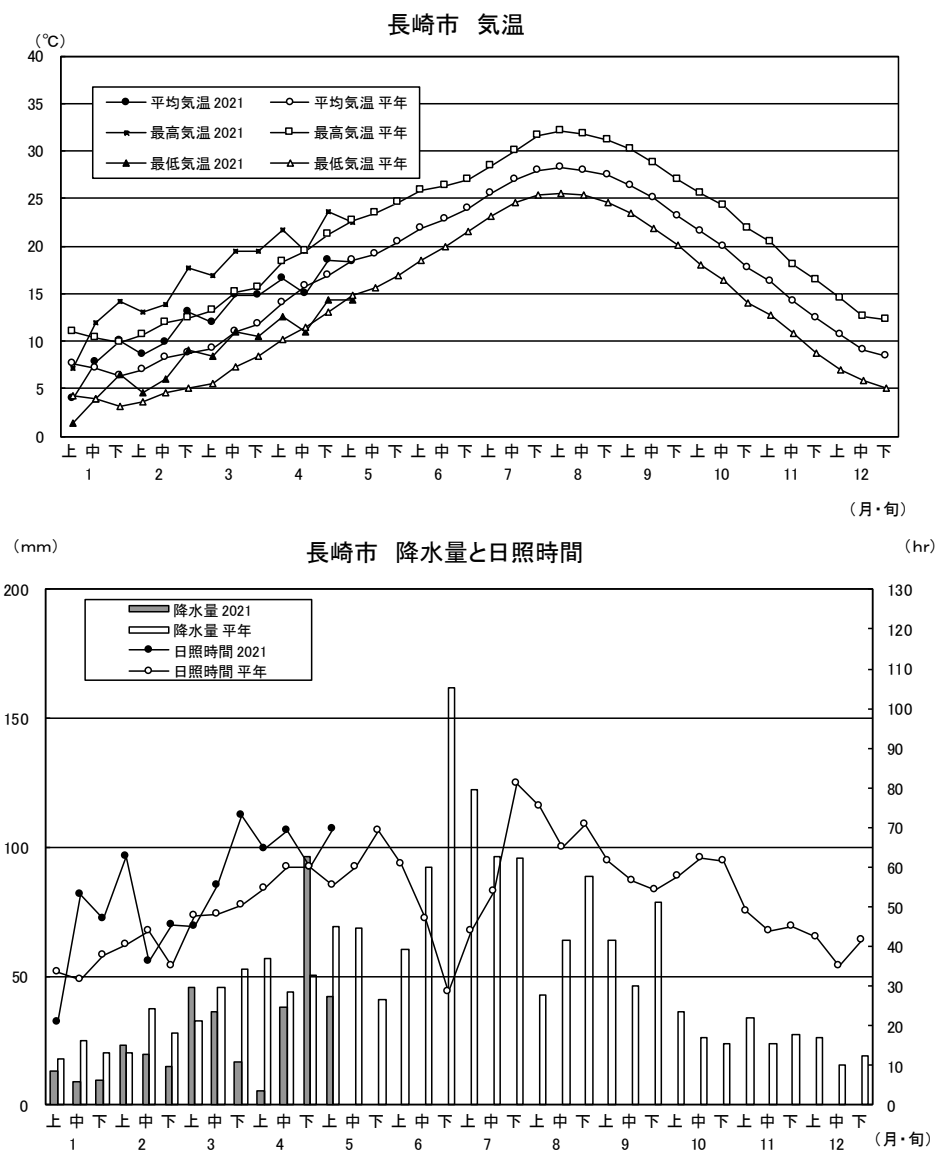 長崎市 気温
(℃)
40
35
30
25
20
15
10
5
0
平均気温 2021 平均気温 平年
最高気温 2021 最高気温 平年
最低気温 2021 最低気温 平年
上 中 下 上 中 下 上 中 下 上 中 下 上 中 下 上 中 下 上 中 下 上 中 下 上 中 下 上 中 下 上 中 下 上 中 下
1 2 3 4 5 6 7 8 9 10 11 12
(月・旬)
(mm) 長崎市 降水量と日照時間 (hr)
200
150
100
50
0
130
120
110
100
90
80
70
60
50
40
30
20
10
0
降水量 2021
降水量 平年
日照時間 2021
日照時間 平年
上 中 下 上 中 下 上 中 下 上 中 下 上 中 下 上 中 下 上 中 下 上 中 下 上 中 下 上 中 下 上 中 下 上 中 下
1 2 3 4 5 6 7 8 9 10 11 12 (月・旬)